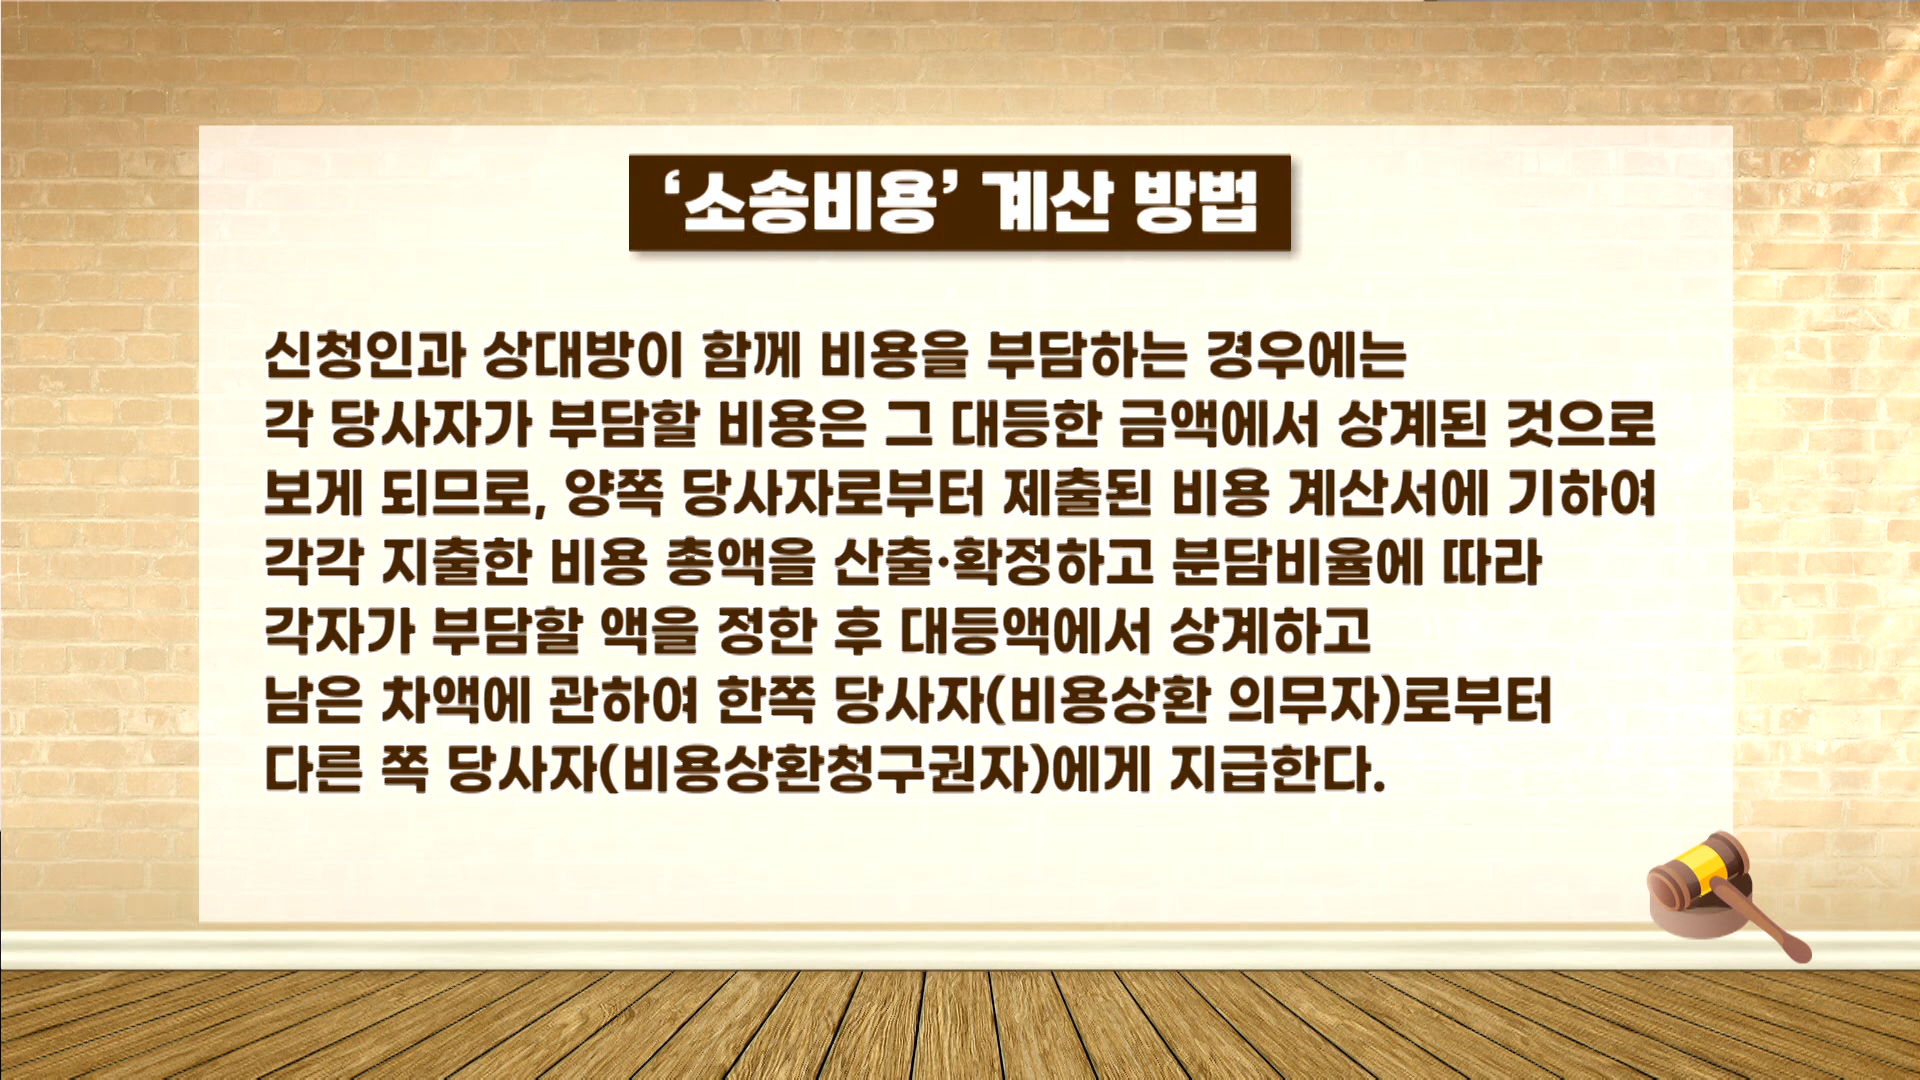 ‘소송비용’ 계산 방법
신청인과 상대방이 함께 비용을 부담하는 경우에는
각 당사자가 부담할 비용은 그 대등한 금액에서 상계된 것으로
보게 되므로, 양쪽 당사자로부터 제출된 비용 계산서에 기하여
각각 지출한 비용 총액을 산출·확정하고 분담비율에 따라
각자가 부담할 액을 정한 후 대등액에서 상계하고
남은 차액에 관하여 한쪽 당사자(비용상환 의무자)로부터
다른 쪽 당사자(비용상환청구권자)에게 지급한다.